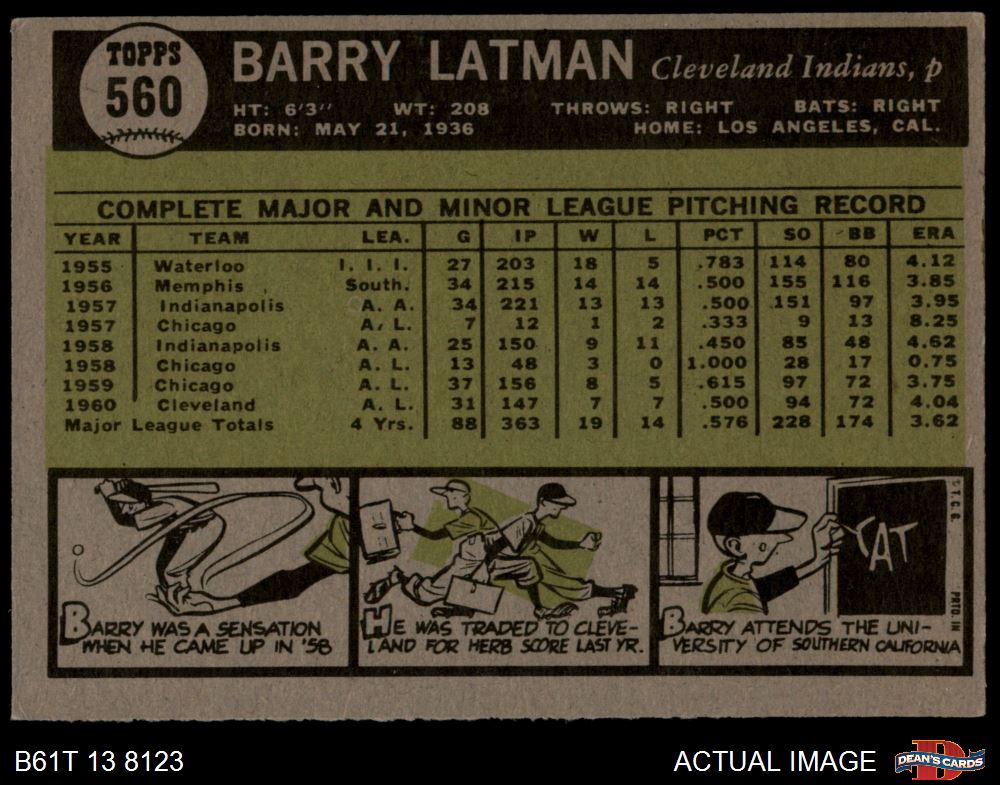 TOPPS
560
BARRY LATMAN Cleveland Indians, p
HT: 6'3" WT: 208 THROWS: RIGHT BATS: RIGHT
BORN: MAY 21, 1936 HOME: LOS ANGELES, CAL.
COMPLETE MAJOR AND MINOR LEAGUE PITCHING RECORD
YEAR TEAM LEA. G IP W L PCT SO BB ERA
1955 Waterloo I. I. I. 27 203 18 5 .783 114 80 4.12
1956 Memphis South. 34 215 14 14 .500 155 116 3.85
1957 Indianapolis A. A. 34 221 13 13 .500 151 97 3.95
1957 Chicago A. L. 7 12 1 2 .333 9 13 8.25
1958 Indianapolis A. A. 25 150 9 11 .450 85 48 4.62
1958 Chicago A. L. 13 48 3 0 1.000 28 17 0.75
1959 Chicago A. L. 37 156 8 5 .615 97 72 3.75
1960 Cleveland A. L. 31 147 7 7 .500 94 72 4.04
Major League Totals 4 Yrs. 88 363 19 14 .576 228 174 3.62
BARRY WAS A SENSATION
WHEN HE CAME UP IN '58
HE WAS TRADED TO CLEVE-
LAND FOR HERB SCORE LAST YR.
CAT
BARRY ATTENDS THE UNI-
VERSITY OF SOUTHERN CALIFORNIA
©T.C.G. PRTD IN
B61T 13 8123
ACTUAL IMAGE
DEAN'S CARDS